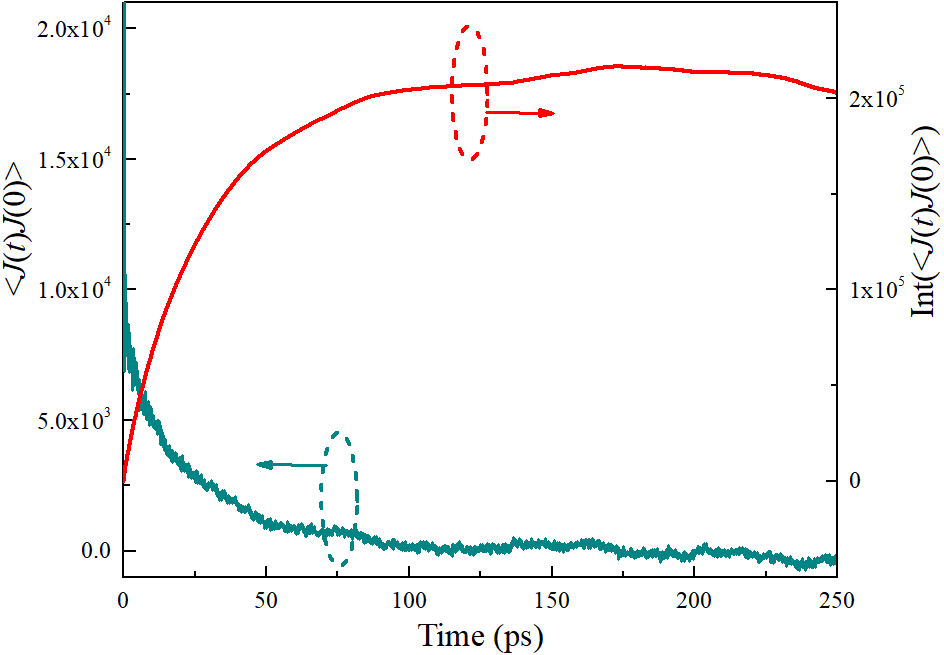 2.0x10⁴
1.5x10⁴
1.0x10⁴
5.0x10³
0.0
<J(t)J(0)>
2x10⁵
1x10⁵
0
Int(<J(t)J(0)>)
0 50 100 150 200 250
Time (ps)